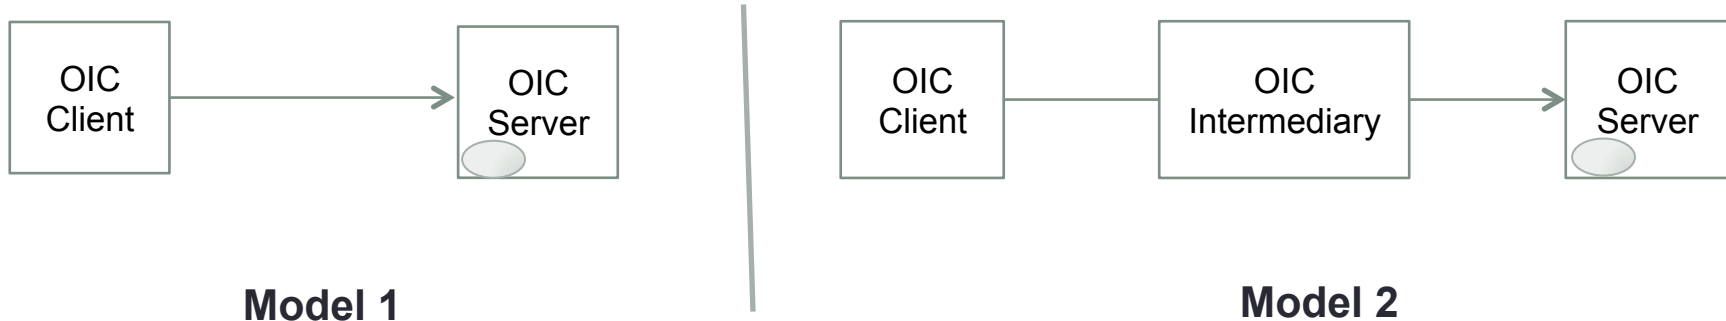 OIC
Client
OIC
Server
Model 1
OIC
Client
OIC
Intermediary
OIC
Server
Model 2